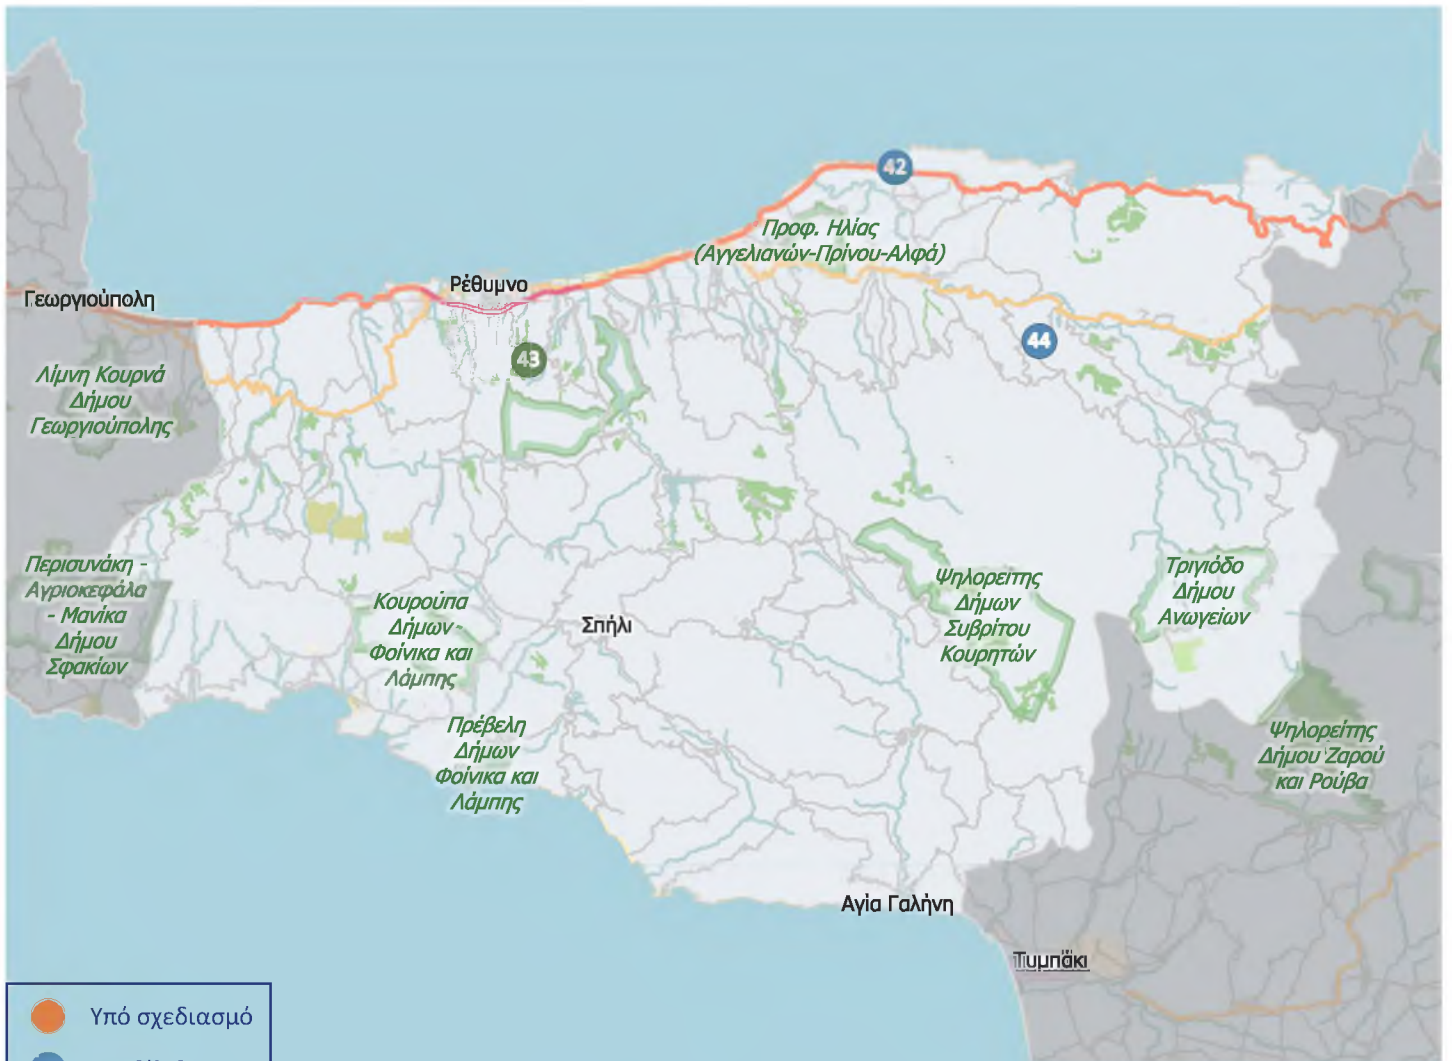 42
Προφ. Ηλίας
(Αγγελιανών-Πρίνου-Αλφά)
Ρέθυμνο
Γεωργιούπολη
44
43
Λίμνη Κουρνά
Δήμου
Γεωργιούπολης
Περισυνάκη -
Αγριοκεφάλα
- Μανίκα
Δήμου
Σφακίων
Κουρούπα
Δήμων-
Φοίνικα και
Λάμπης
Σπήλι
Ψηλορείτης
Δήμων
Συβρίτου
Κουρητών
Τριγιόδο
Δήμου
Ανωγείων
Πρέβελη
Δήμων
Φοίνικα και
Λάμπης
Ψηλορείτης
Δήμου Ζαρού
και Ρούβα
Αγία Γαλήνη
Τυμπάκι
Υπό σχεδιασμό